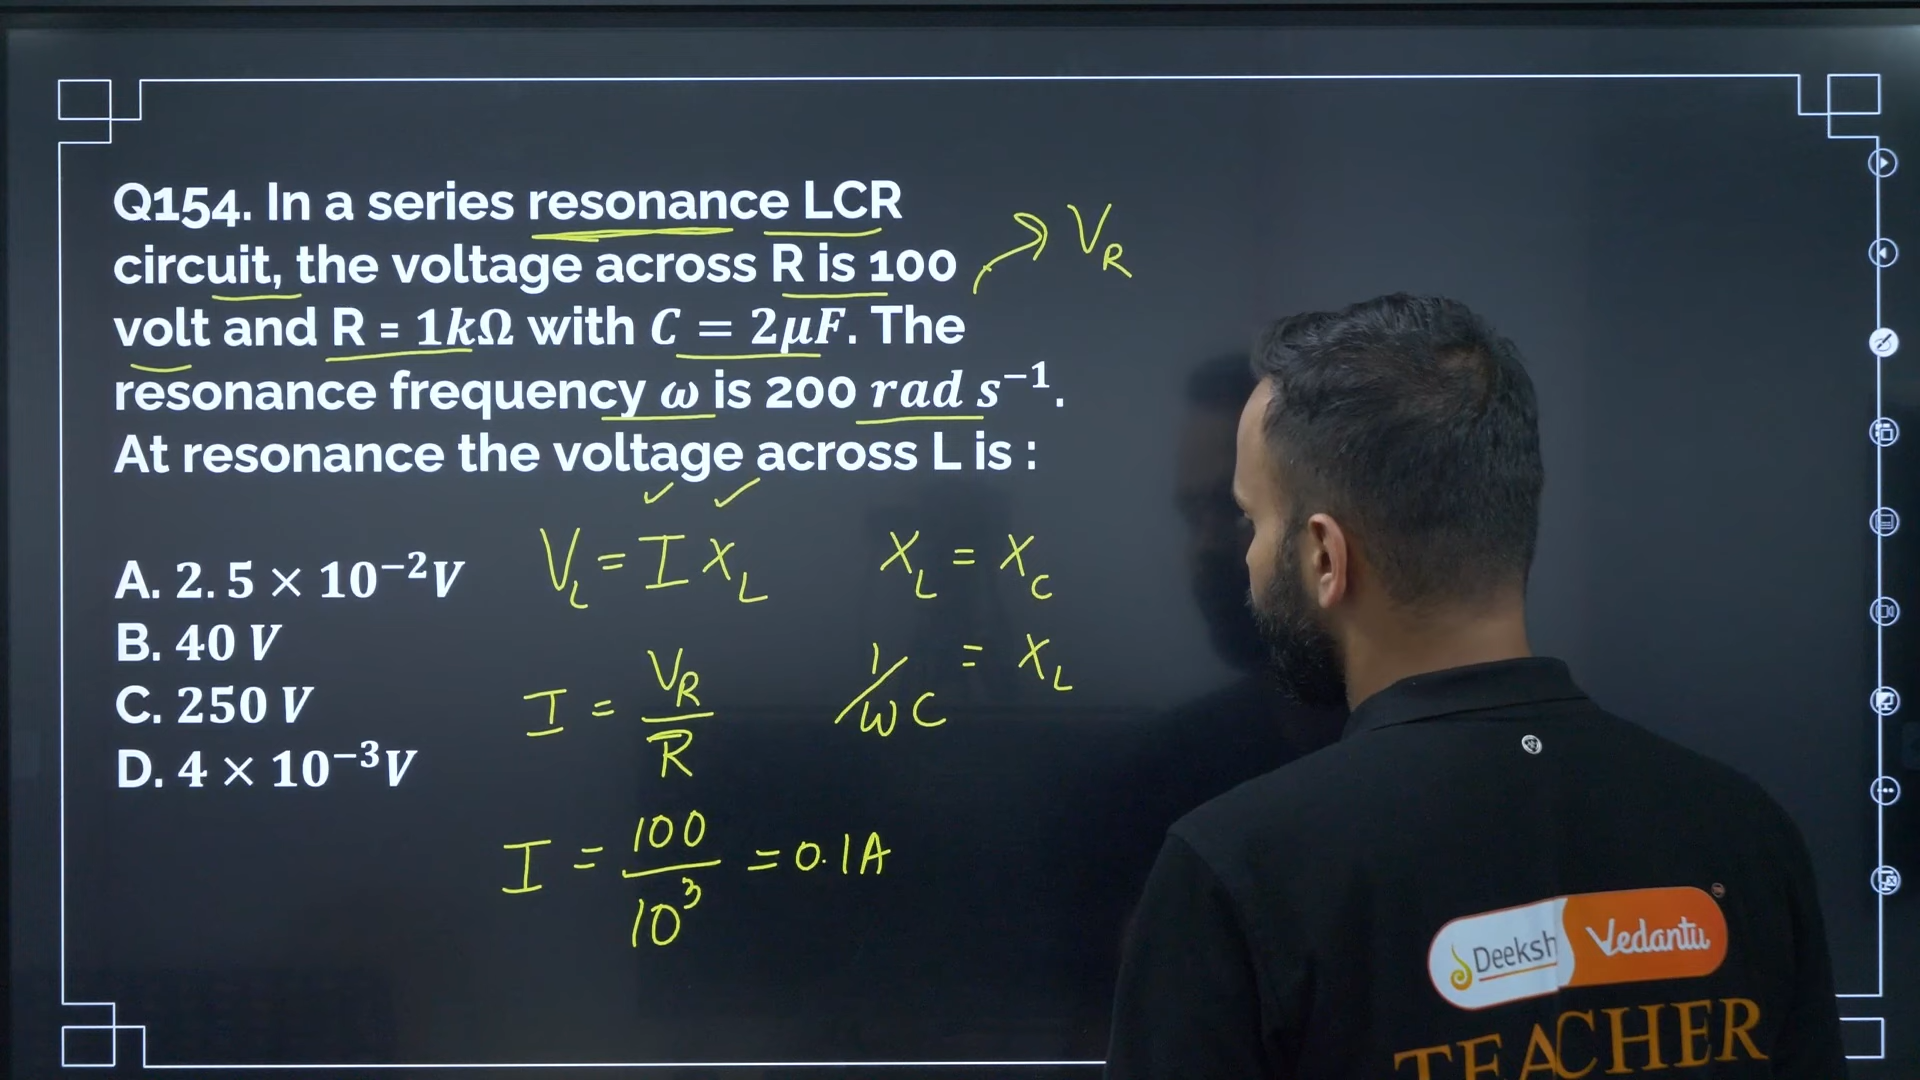 Q154. In a series resonance LCR
circuit, the voltage across R is 100
volt and R = 1kΩ with C = 2μF. The
resonance frequency ω is 200 rad s⁻¹.
At resonance the voltage across L is :
V_R
A. 2.5 × 10⁻² V
B. 40 V
C. 250 V
D. 4 × 10⁻³ V
V_L = I X_L
X_L = X_C
I = V_R / R
1/ωC = X_L
I = 100 / 10³ = 0.1A
Deeksh Vedantu
TEACHER